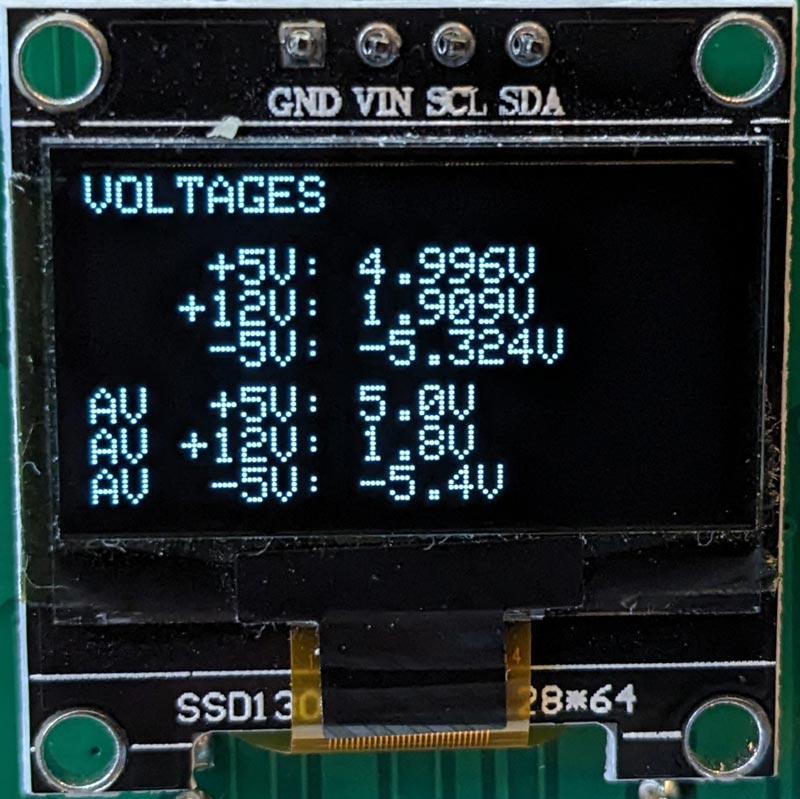 GND VIN SCL SDA
VOLTAGES
+5V: 4.996V
+12V: 1.909V
-5V: -5.324V
AV +5V: 5.0V
AV +12V: 1.8V
AV -5V: -5.4V
SSD130 28*64